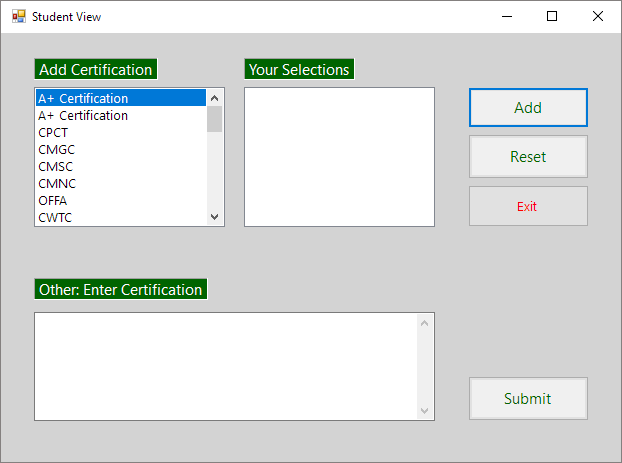 Student View
Add Certification
Your Selections
A+ Certification
A+ Certification
CPCT
CMGC
CMSC
CMNC
OFFA
CWTC
Add
Reset
Exit
Other: Enter Certification
Submit